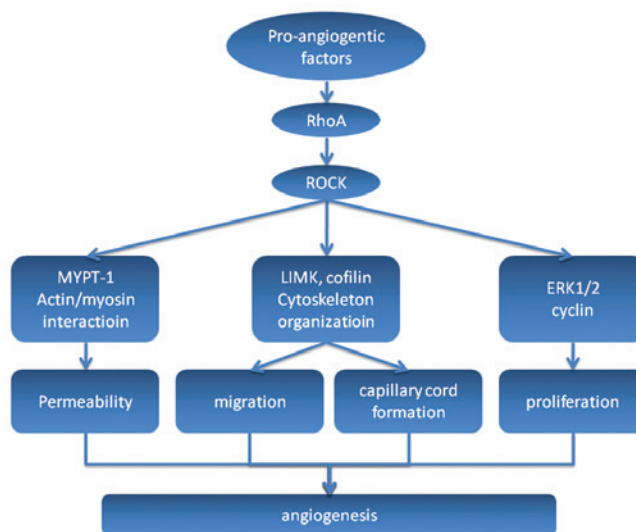 Pro-angiogentic
factors
RhoA
ROCK
MYPT-1
Actin/myosin
interactioin
LIMK, cofilin
Cytoskeleton
organizatioin
ERK1/2
cyclin
Permeability
migration
capillary cord
formation
proliferation
angiogenesis